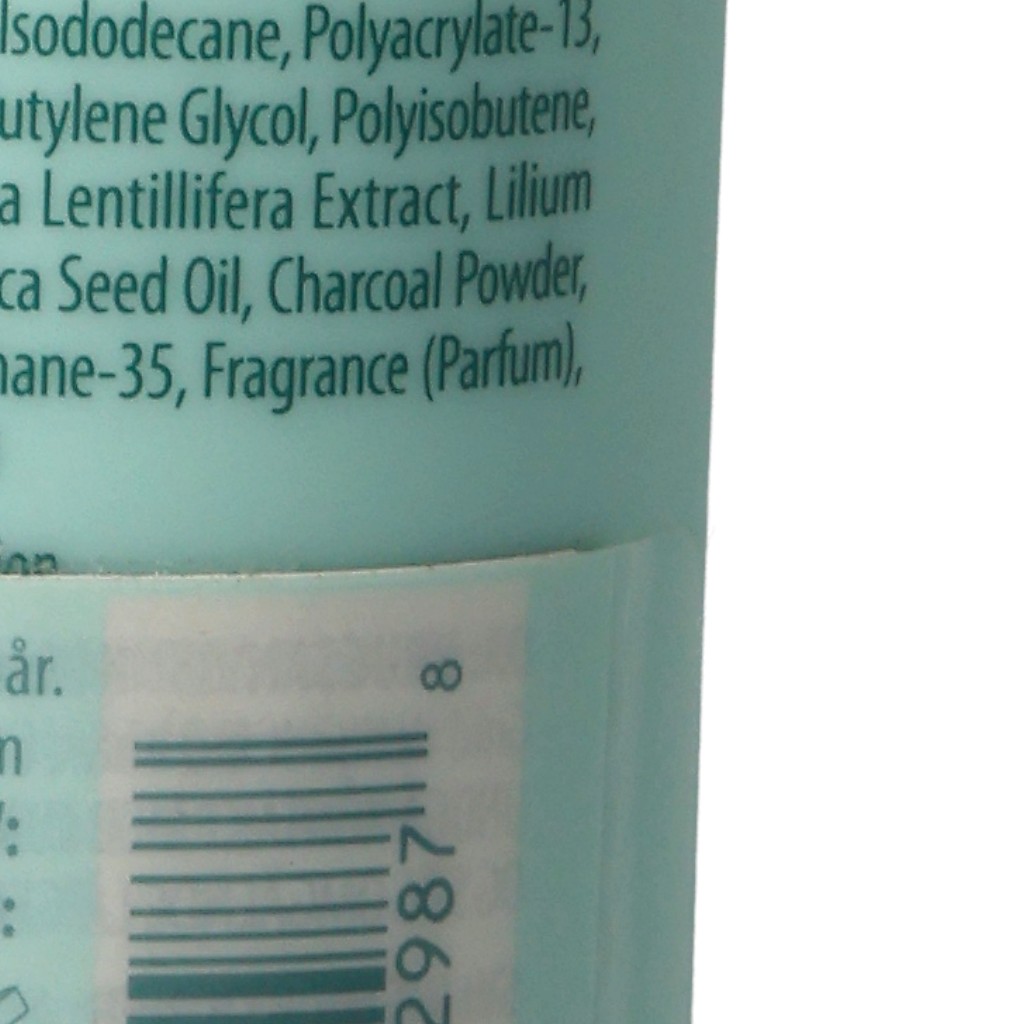 Isododecane, Polyacrylate-13,
utylene Glycol, Polyisobutene,
a Lentillifera Extract, Lilium
ca Seed Oil, Charcoal Powder,
hane-35, Fragrance (Parfum),
år.
8
2987